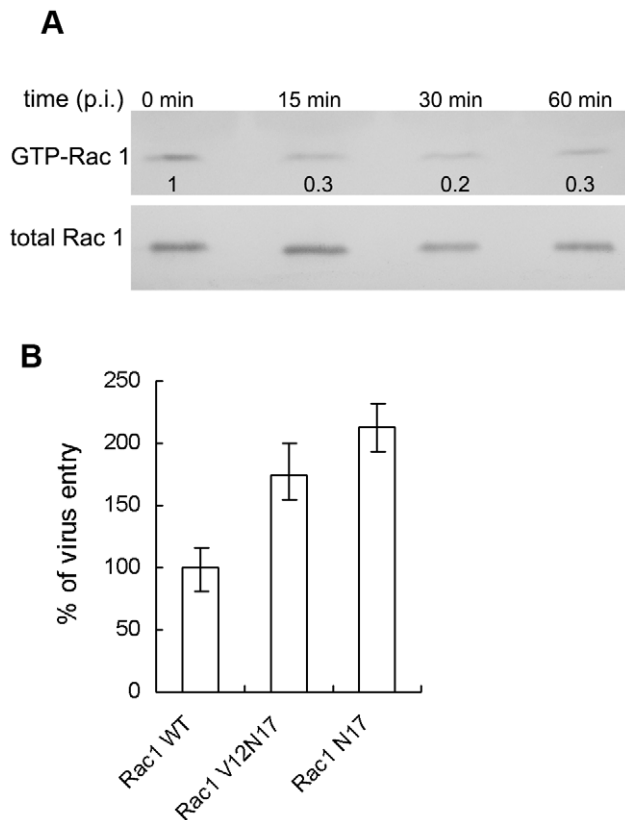 A
time (p.i.) 0 min 15 min 30 min 60 min
GTP-Rac 1
1 0.3 0.2 0.3
total Rac 1
B
% of virus entry
250
200
150
100
50
0
Rac1 WT
Rac1 V12N17
Rac1 N17